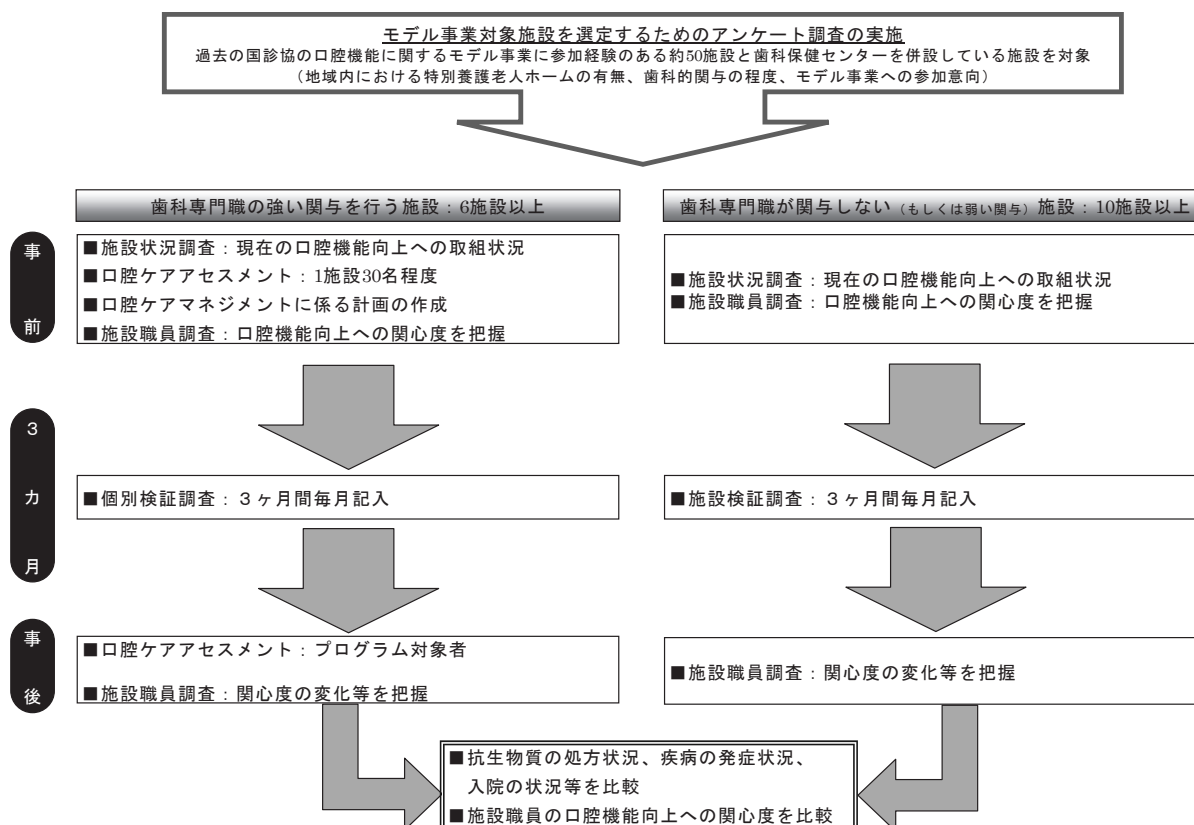 モデル事業対象施設を選定するためのアンケート調査の実施
過去の国診協の口腔機能に関するモデル事業に参加経験のある約50施設と歯科保健センターを併設している施設を対象
（地域内における特別養護老人ホームの有無、歯科的関与の程度、モデル事業への参加意向）
歯科専門職の強い関与を行う施設：6施設以上
歯科専門職が関与しない（もしくは弱い関与）施設：10施設以上
事前
■施設状況調査：現在の口腔機能向上への取組状況
■口腔ケアアセスメント：1施設30名程度
■口腔ケアマネジメントに係る計画の作成
■施設職員調査：口腔機能向上への関心度を把握
■施設状況調査：現在の口腔機能向上への取組状況
■施設職員調査：口腔機能向上への関心度を把握
3カ月
■個別検証調査：３ヶ月間毎月記入
■施設検証調査：３ヶ月間毎月記入
事後
■口腔ケアアセスメント：プログラム対象者
■施設職員調査：関心度の変化等を把握
■施設職員調査：関心度の変化等を把握
■抗生物質の処方状況、疾病の発症状況、
入院の状況等を比較
■施設職員の口腔機能向上への関心度を比較